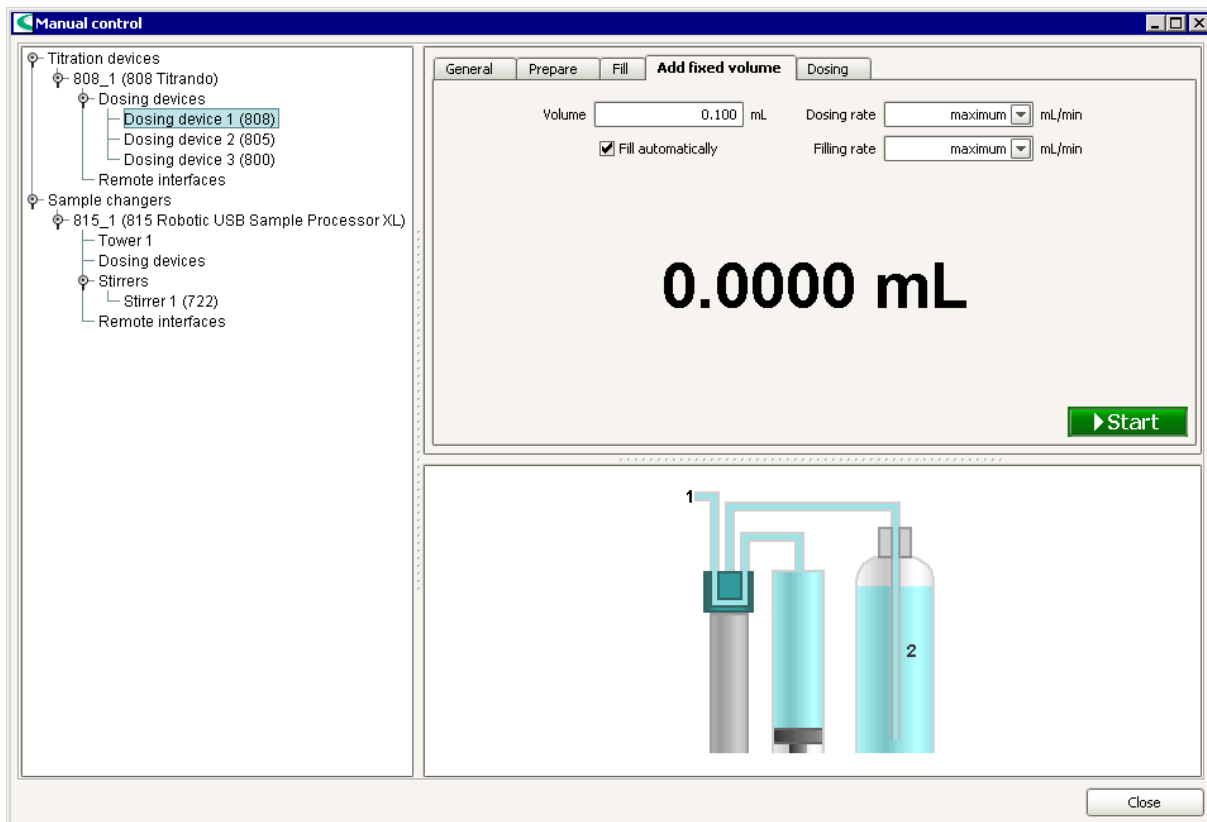 Manual control
Titration devices
808_1 (808 Titrando)
Dosing devices
Dosing device 1 (808)
Dosing device 2 (805)
Dosing device 3 (800)
Remote interfaces
Sample changers
815_1 (815 Robotic USB Sample Processor XL)
Tower 1
Dosing devices
Stirrers
Stirrer 1 (722)
Remote interfaces
General Prepare Fill Add fixed volume Dosing
Volume 0.100 mL Dosing rate maximum mL/min
Fill automatically Filling rate maximum mL/min
0.0000 mL
Start
1
2
Close